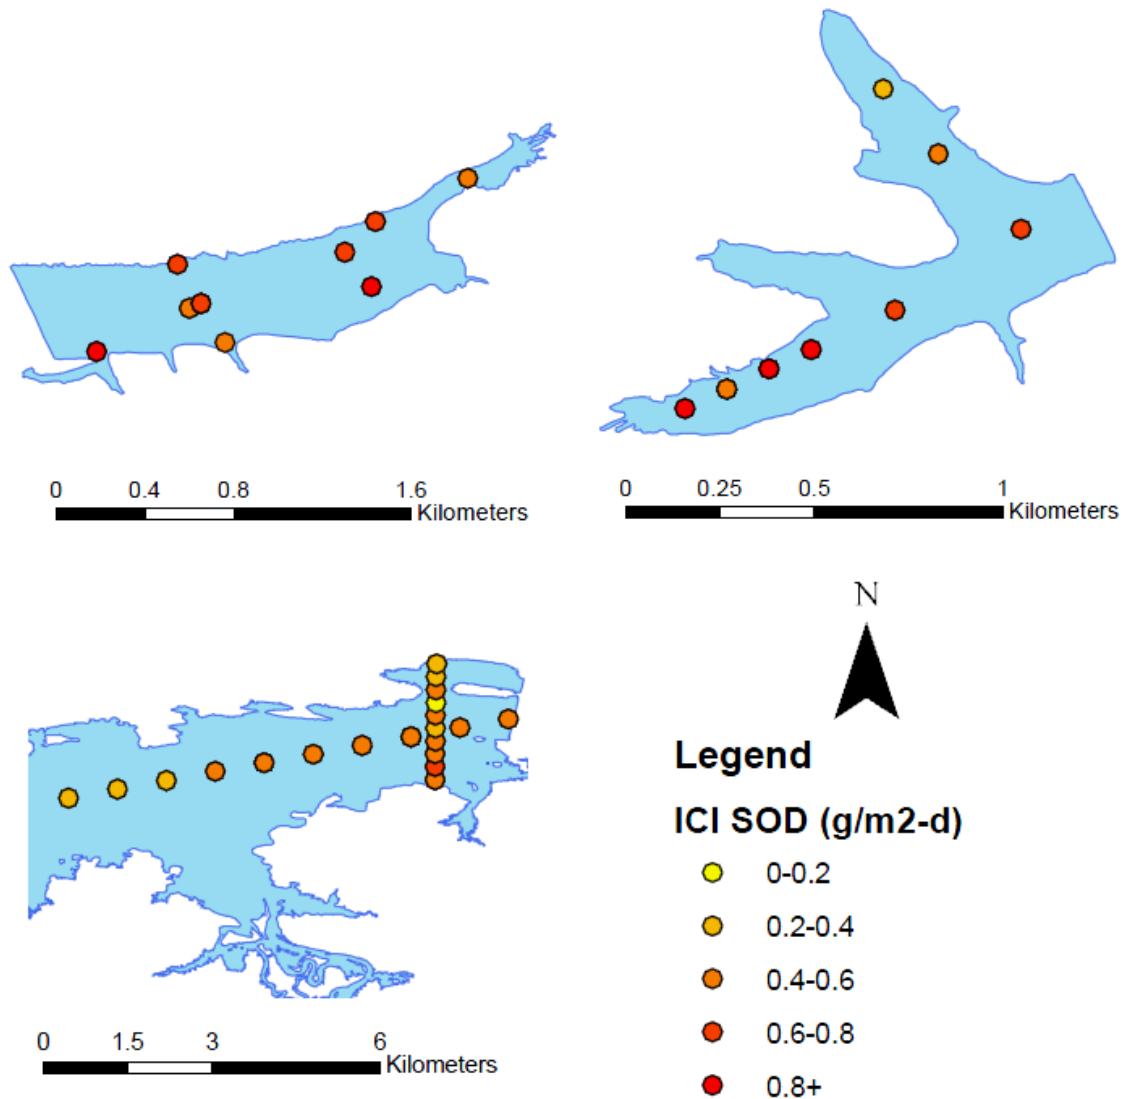 0 0.4 0.8 1.6
Kilometers
0 0.25 0.5 1
Kilometers
N
Legend
ICI SOD (g/m2-d)
0-0.2
0.2-0.4
0.4-0.6
0.6-0.8
0.8+
0 1.5 3 6
Kilometers